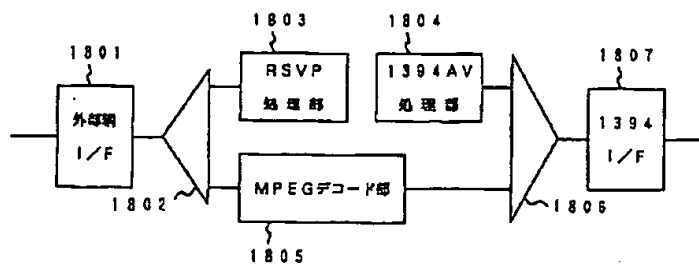 1803
1804
1801
1807
RSVP
処理部
1394AV
処理部
外部網
I/F
1394
I/F
1802
MPEGデコード部
1806
1805